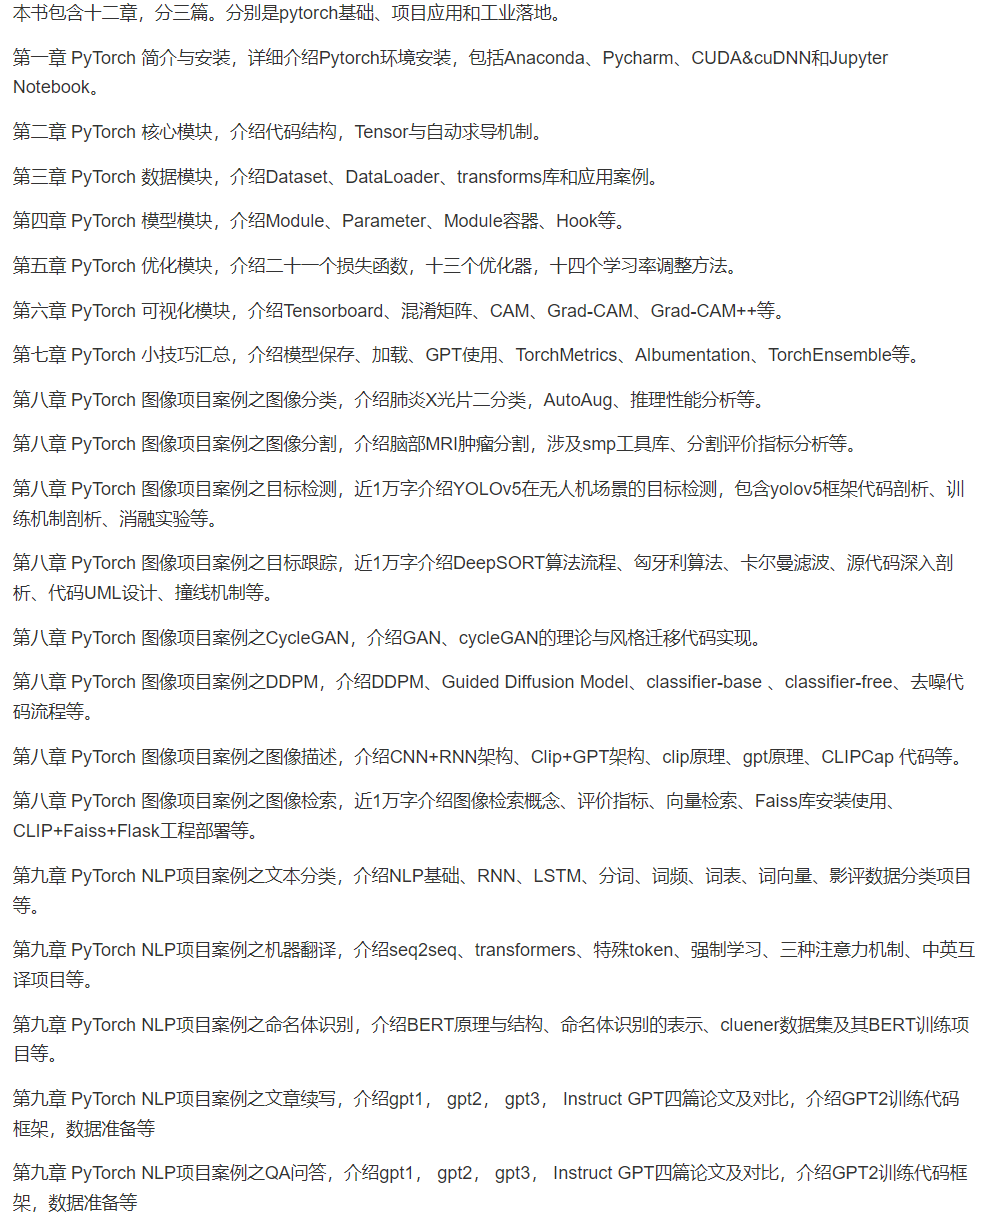 本书包含十二章，分三篇。分别是pytorch基础、项目应用和工业落地。
第一章 PyTorch 简介与安装，详细介绍Pytorch环境安装，包括Anaconda、Pycharm、CUDA&cuDNN和Jupyter
Notebook。
第二章 PyTorch 核心模块，介绍代码结构，Tensor与自动求导机制。
第三章 PyTorch 数据模块，介绍Dataset、DataLoader、transforms库和应用案例。
第四章 PyTorch 模型模块，介绍Module、Parameter、Module容器、Hook等。
第五章 PyTorch 优化模块，介绍二十一个损失函数，十三个优化器，十四个学习率调整方法。
第六章 PyTorch 可视化模块，介绍Tensorboard、混淆矩阵、CAM、Grad-CAM、Grad-CAM++等。
第七章 PyTorch 小技巧汇总，介绍模型保存、加载、GPT使用、TorchMetrics、Albumentation、TorchEnsemble等。
第八章 PyTorch 图像项目案例之图像分类，介绍肺炎X光片二分类，AutoAug、推理性能分析等。
第八章 PyTorch 图像项目案例之图像分割，介绍脑部MRI肿瘤分割，涉及smp工具库、分割评价指标分析等。
第八章 PyTorch 图像项目案例之目标检测，近1万字介绍YOLOv5在无人机场景的目标检测，包含yolov5框架代码剖析、训
练机制剖析、消融实验等。
第八章 PyTorch 图像项目案例之目标跟踪，近1万字介绍DeepSORT算法流程、匈牙利算法、卡尔曼滤波、源代码深入剖
析、代码UML设计、撞线机制等。
第八章 PyTorch 图像项目案例之CycleGAN，介绍GAN、cycleGAN的理论与风格迁移代码实现。
第八章 PyTorch 图像项目案例之DDPM，介绍DDPM、Guided Diffusion Model、classifier-base 、classifier-free、去噪代
码流程等。
第八章 PyTorch 图像项目案例之图像描述，介绍CNN+RNN架构、Clip+GPT架构、clip原理、gpt原理、CLIPCap 代码等。
第八章 PyTorch 图像项目案例之图像检索，近1万字介绍图像检索概念、评价指标、向量检索、Faiss库安装使用、
CLIP+Faiss+Flask工程部署等。
第九章 PyTorch NLP项目案例之文本分类，介绍NLP基础、RNN、LSTM、分词、词频、词表、词向量、影评数据分类项目
等。
第九章 PyTorch NLP项目案例之机器翻译，介绍seq2seq、transformers、特殊token、强制学习、三种注意力机制、中英互
译项目等。
第九章 PyTorch NLP项目案例之命名体识别，介绍BERT原理与结构、命名体识别的表示、cluener数据集及其BERT训练项
目等。
第九章 PyTorch NLP项目案例之文章续写，介绍gpt1， gpt2， gpt3， Instruct GPT四篇论文及对比，介绍GPT2训练代码
框架，数据准备等
第九章 PyTorch NLP项目案例之QA问答，介绍gpt1， gpt2， gpt3， Instruct GPT四篇论文及对比，介绍GPT2训练代码框
架，数据准备等